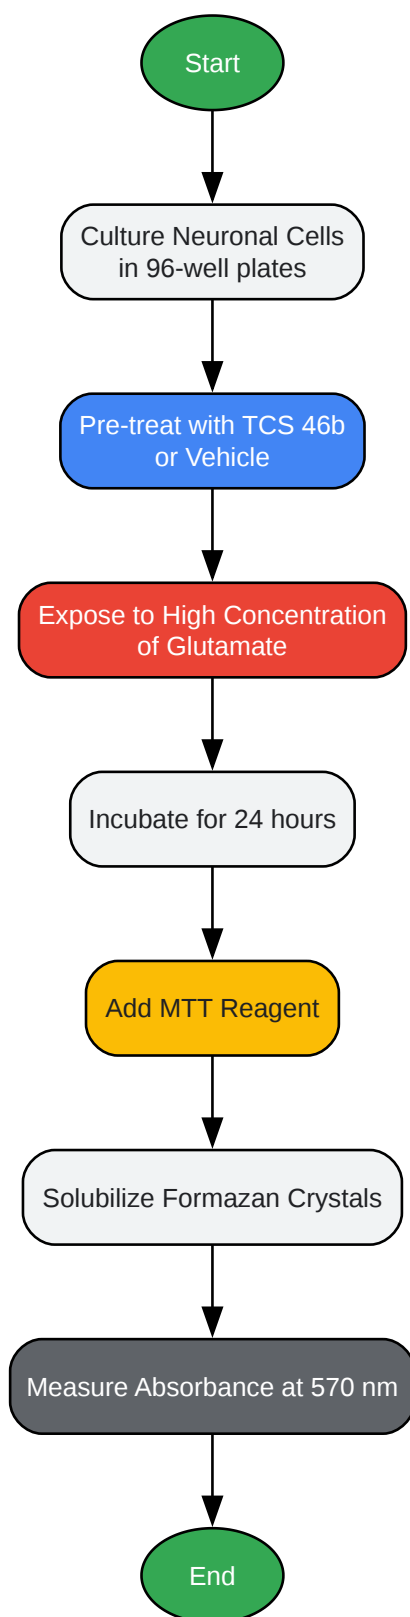 Start
Culture Neuronal Cells
in 96-well plates
Pre-treat with TCS 46b
or Vehicle
Expose to High Concentration
of Glutamate
Incubate for 24 hours
Add MTT Reagent
Solubilize Formazan Crystals
Measure Absorbance at 570 nm
End